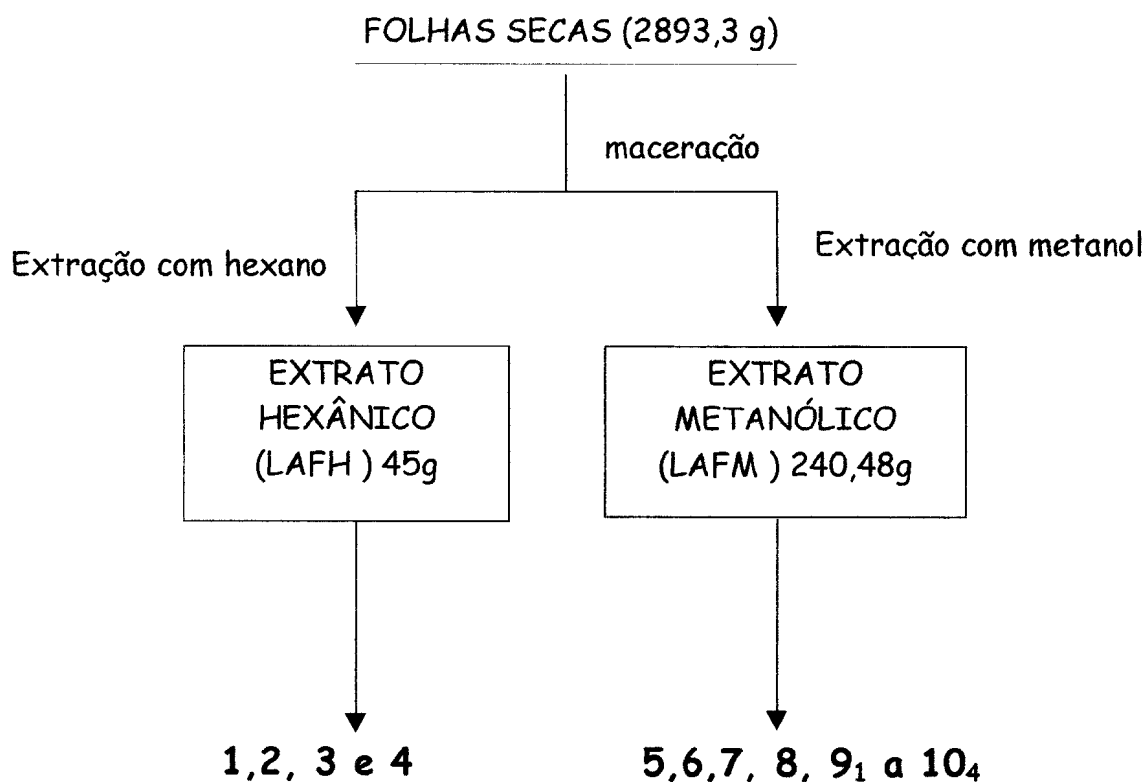 FOLHAS SECAS (2893,3 g)
maceração
Extração com hexano
Extração com metanol
EXTRATO
HEXÂNICO
(LAFH ) 45g
EXTRATO
METANÓLICO
(LAFM ) 240,48g
1,2, 3 e 4
5,6,7, 8, 9₁ a 10₄